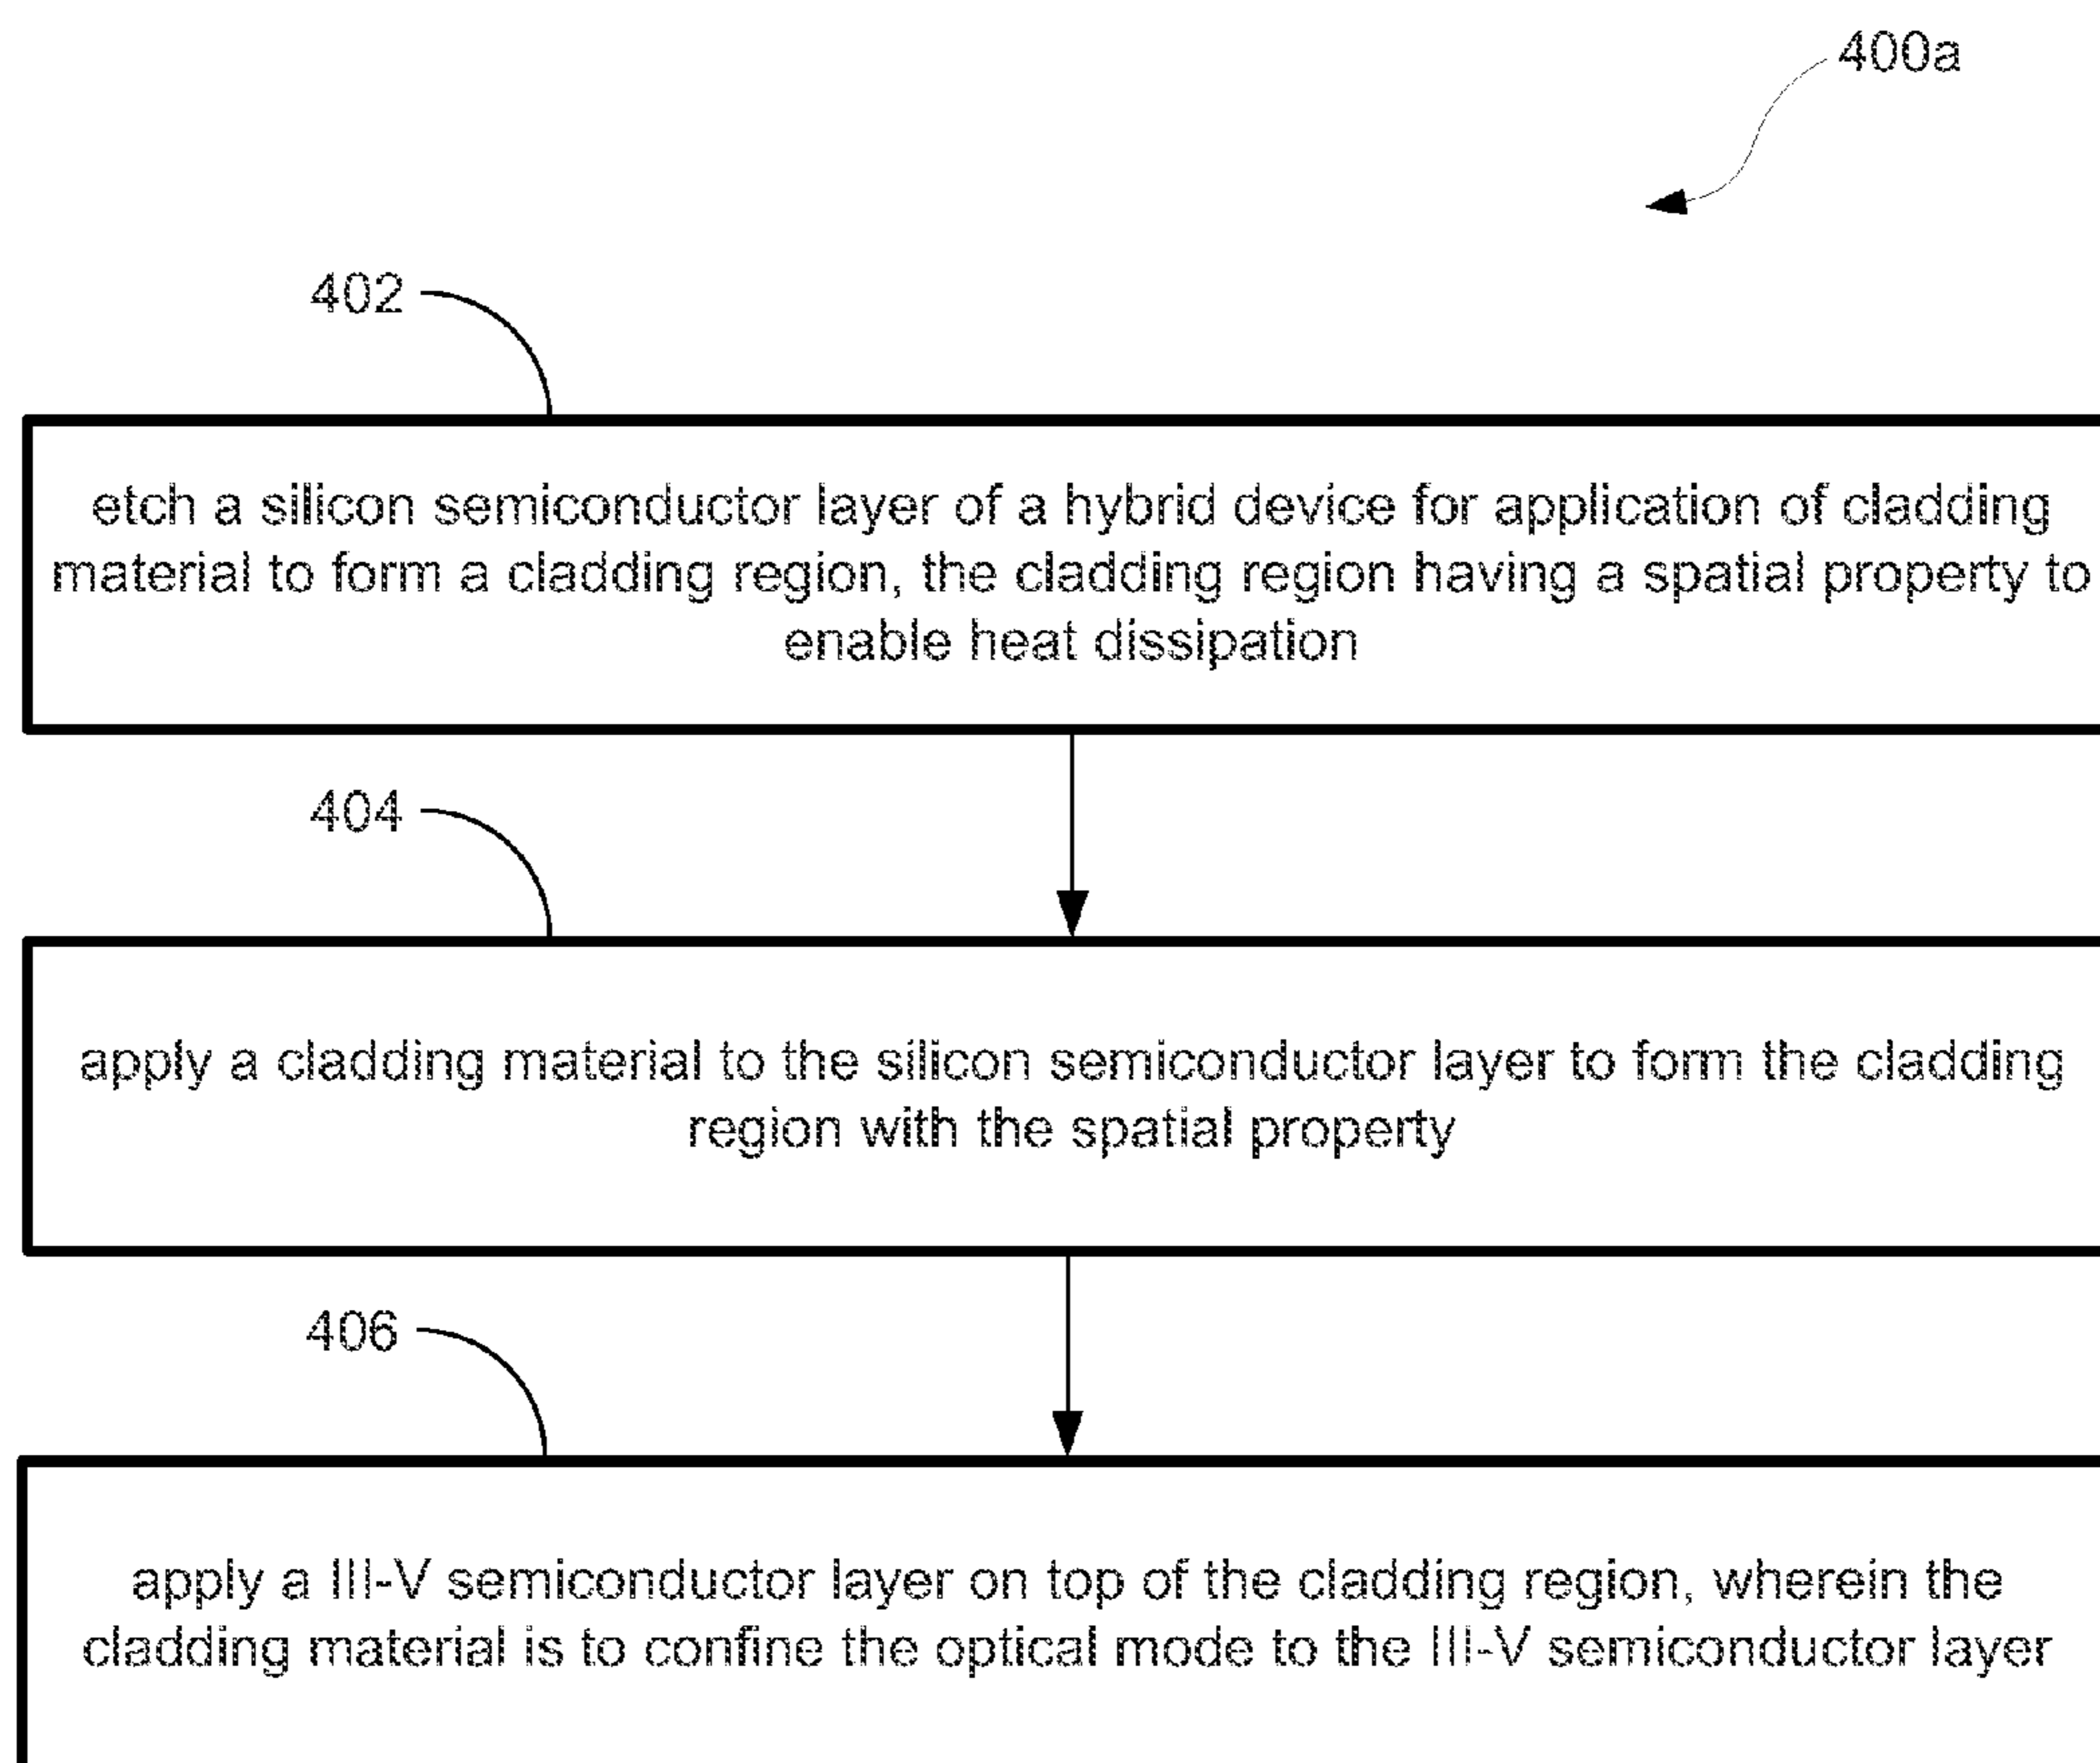 400a
402
etch a silicon semiconductor layer of a hybrid device for application of cladding
material to form a cladding region, the cladding region having a spatial property to
enable heat dissipation
404
apply a cladding material to the silicon semiconductor layer to form the cladding
region with the spatial property
406
apply a III-V semiconductor layer on top of the cladding region, wherein the
cladding material is to confine the optical mode to the III-V semiconductor layer